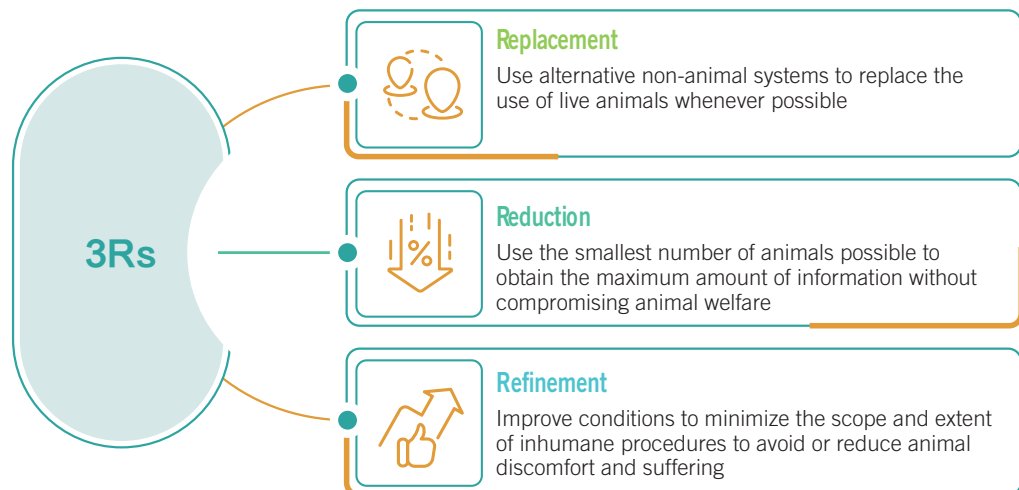 3Rs
Replacement
Use alternative non-animal systems to replace the
use of live animals whenever possible
Reduction
Use the smallest number of animals possible to
obtain the maximum amount of information without
compromising animal welfare
Refinement
Improve conditions to minimize the scope and extent
of inhumane procedures to avoid or reduce animal
discomfort and suffering